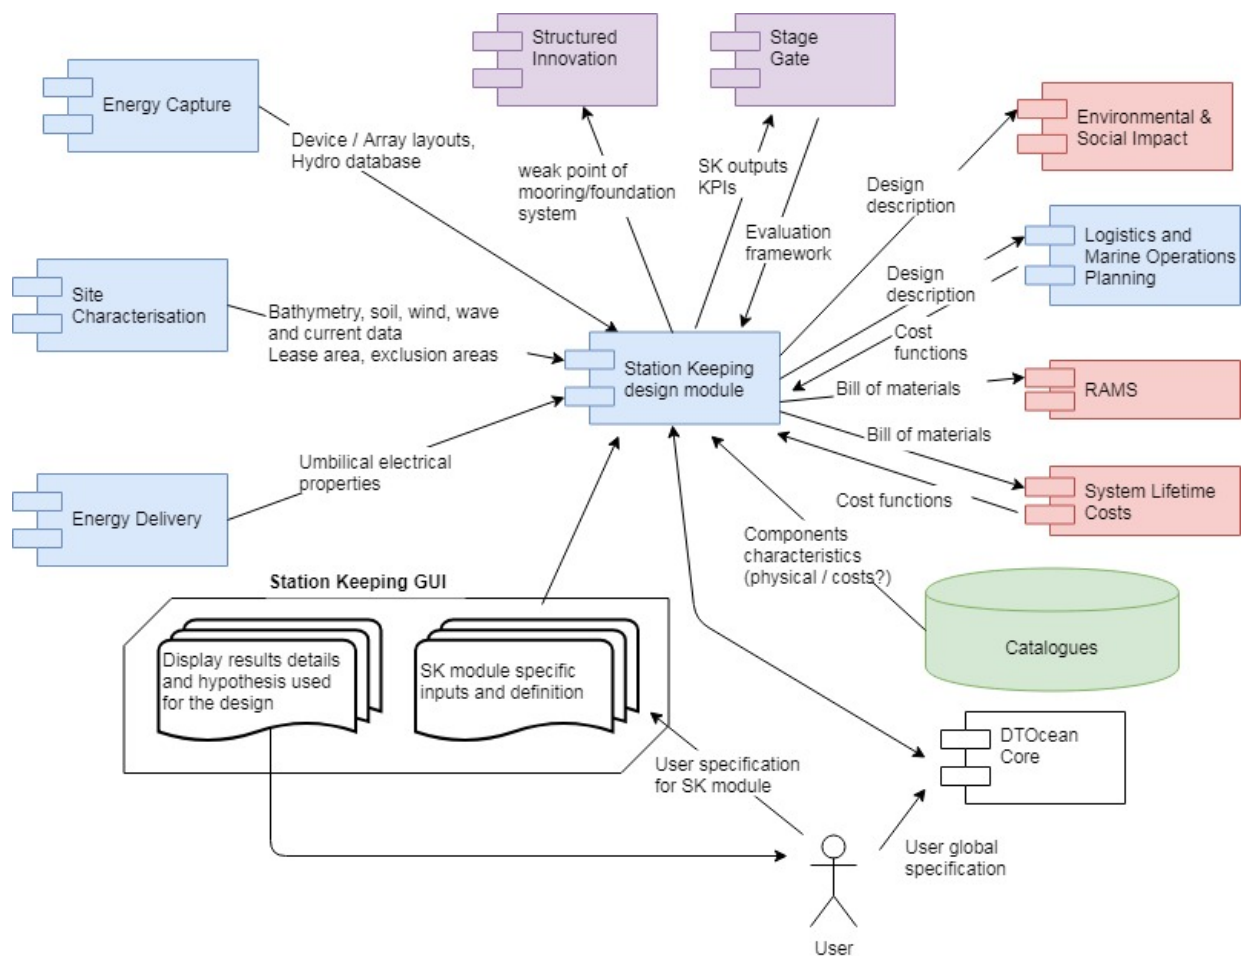 Structured
Innovation
Stage
Gate
Energy Capture
Environmental &
Social Impact
Device / Array layouts,
Hydro database
weak point of
mooring/foundation
system
SK outputs
KPIs
Design
description
Evaluation
framework
Logistics and
Marine Operations
Planning
Site
Characterisation
Design
description
Bathymetry, soil, wind, wave
and current data
Lease area, exclusion areas
Cost
functions
Station Keeping
design module
Bill of materials
RAMS
Bill of materials
Umbilical electrical
properties
Energy Delivery
Cost functions
System Lifetime
Costs
Components
characteristics
(physical / costs?)
Station Keeping GUI
Catalogues
Display results details
and hypothesis used
for the design
SK module specific
inputs and definition
DTOcean
Core
User specification
for SK module
User global
specification
User